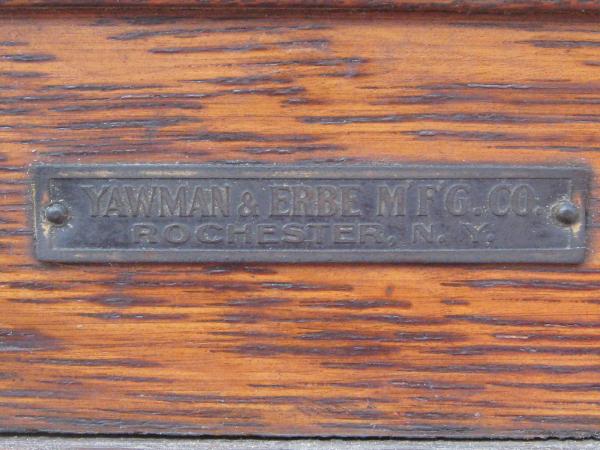 YAWMAN & ERBE MFG. CO.
ROCHESTER, N. Y.